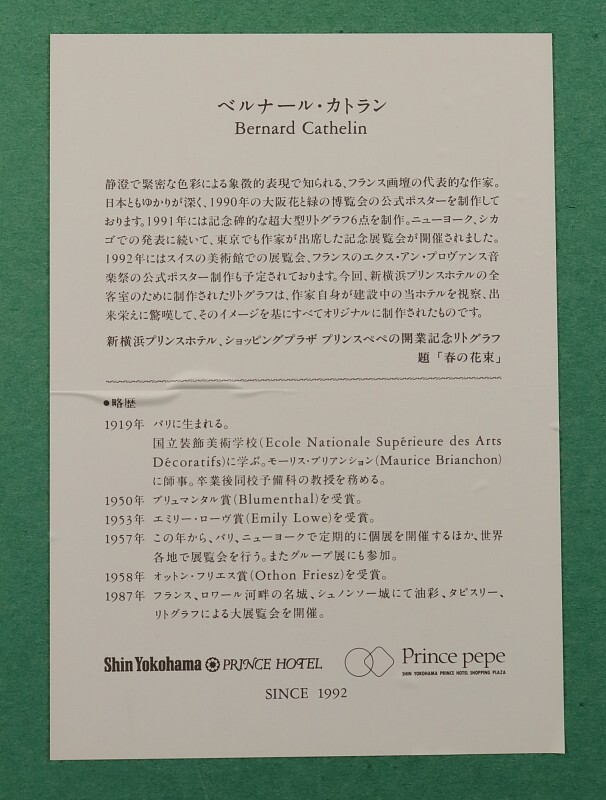 ベルナール・カトラン
Bernard Cathelin
静澄で緊密な色彩による象徴的表現で知られる、フランス画壇の代表的な作家。
日本ともゆかりが深く、1990年の大阪花と緑の博覧会の公式ポスターを制作して
おります。1991年には記念碑的な超大型リトグラフ6点を制作。ニューヨーク、シカ
ゴでの発表に続いて、東京でも作家が出席した記念展覧会が開催されました。
1992年にはスイスの美術館での展覧会、フランスのエクス・アン・プロヴァンス音
楽祭の公式ポスター制作も予定されております。今回、新横浜プリンスホテルの全
客室のために制作されたリトグラフは、作家自身が建設中の当ホテルを視察、出
来栄えに驚嘆して、そのイメージを基にすべてオリジナルに制作されたものです。
新横浜プリンスホテル、ショッピングプラザ プリンスペペの開業記念リトグラフ
題「春の花束」
●略歴
1919年 パリに生まれる。
国立装飾美術学校(Ecole Nationale Supérieure des Arts
Décoratifs)に学ぶ。モーリス・ブリアンション(Maurice Brianchon)
に師事。卒業後同校予備科の教授を務める。
1950年 ブリュマンタル賞(Blumenthal)を受賞。
1953年 エミリー・ローヴ賞(Emily Lowe)を受賞。
1957年 この年から、パリ、ニューヨークで定期的に個展を開催するほか、世界
各地で展覧会を行う。またグループ展にも参加。
1958年 オットン・フリエス賞(Othon Friesz)を受賞。
1987年 フランス、ロワール河畔の名城、シュノンソー城にて油彩、タピスリー、
リトグラフによる大展覧会を開催。
Shin Yokohama PRINCE HOTEL
Prince pepe
SHIN YOKOHAMA PRINCE HOTEL SHOPPING PLAZA
SINCE 1992